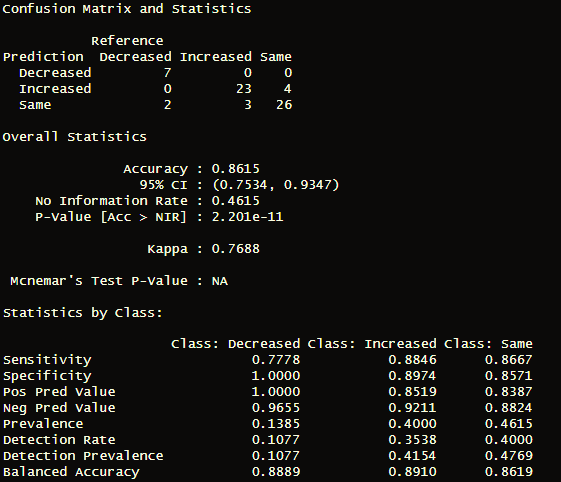 Confusion Matrix and Statistics
Reference
Prediction Decreased Increased Same
Decreased 7 0 0
Increased 0 23 4
Same 2 3 26
Overall Statistics
Accuracy : 0.8615
95% CI : (0.7534, 0.9347)
No Information Rate : 0.4615
P-Value [Acc > NIR] : 2.201e-11
Kappa : 0.7688
Mcnemar's Test P-Value : NA
Statistics by Class:
Class: Decreased Class: Increased Class: Same
Sensitivity 0.7778 0.8846 0.8667
Specificity 1.0000 0.8974 0.8571
Pos Pred Value 1.0000 0.8519 0.8387
Neg Pred Value 0.9655 0.9211 0.8824
Prevalence 0.1385 0.4000 0.4615
Detection Rate 0.1077 0.3538 0.4000
Detection Prevalence 0.1077 0.4154 0.4769
Balanced Accuracy 0.8889 0.8910 0.8619